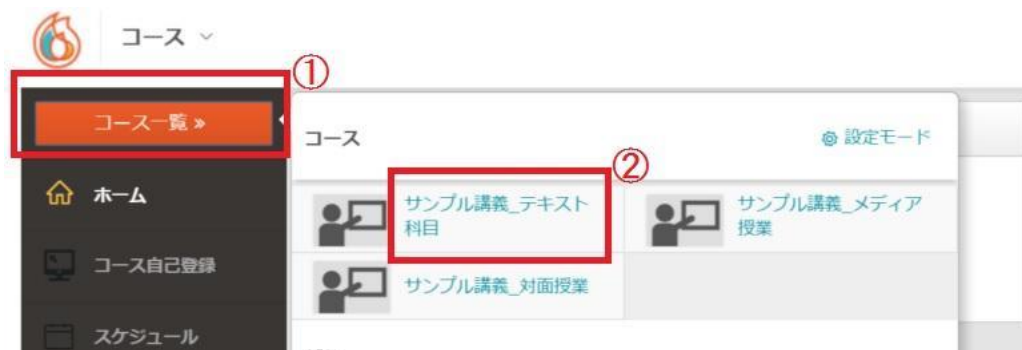 コース
①
コース一覧 »
コース
設定モード
②
ホーム
サンプル講義_テキスト
科目
サンプル講義_メディア
授業
コース自己登録
サンプル講義_対面授業
スケジュール